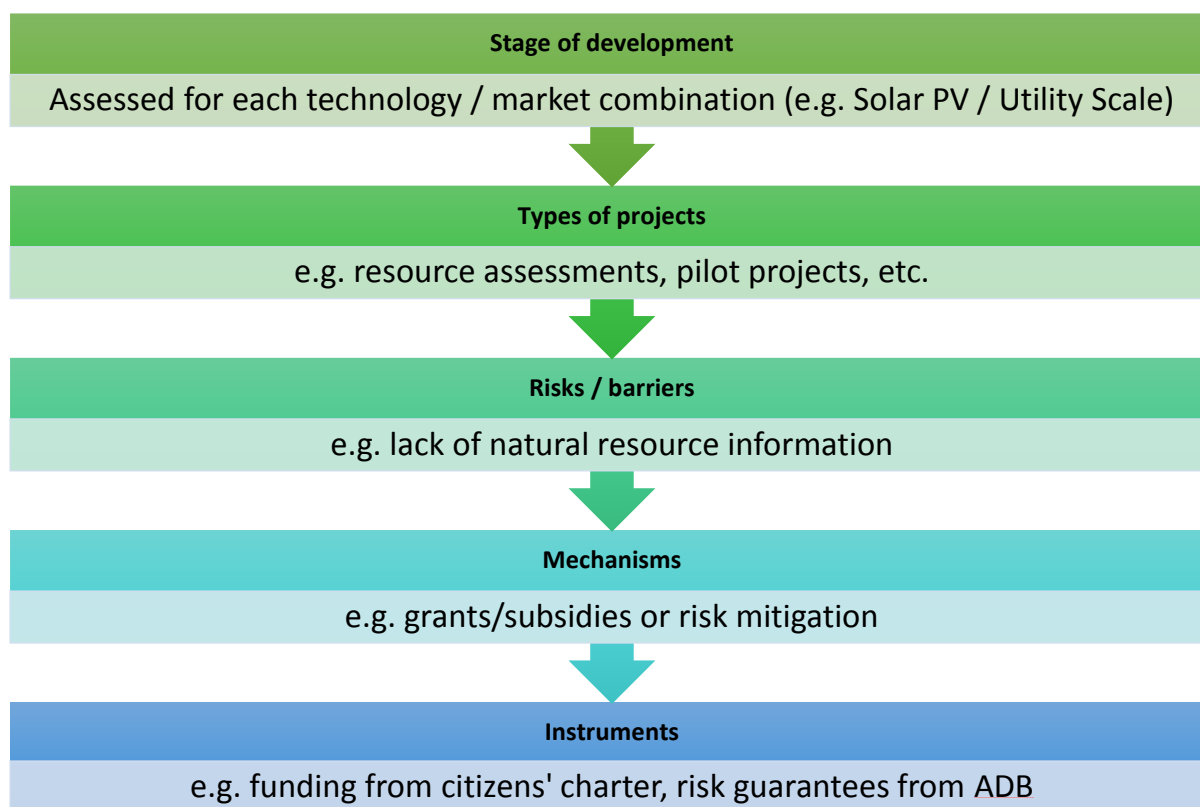 Stage of development
Assessed for each technology / market combination (e.g. Solar PV / Utility Scale)
Types of projects
e.g. resource assessments, pilot projects, etc.
Risks / barriers
e.g. lack of natural resource information
Mechanisms
e.g. grants/subsidies or risk mitigation
Instruments
e.g. funding from citizens' charter, risk guarantees from ADB